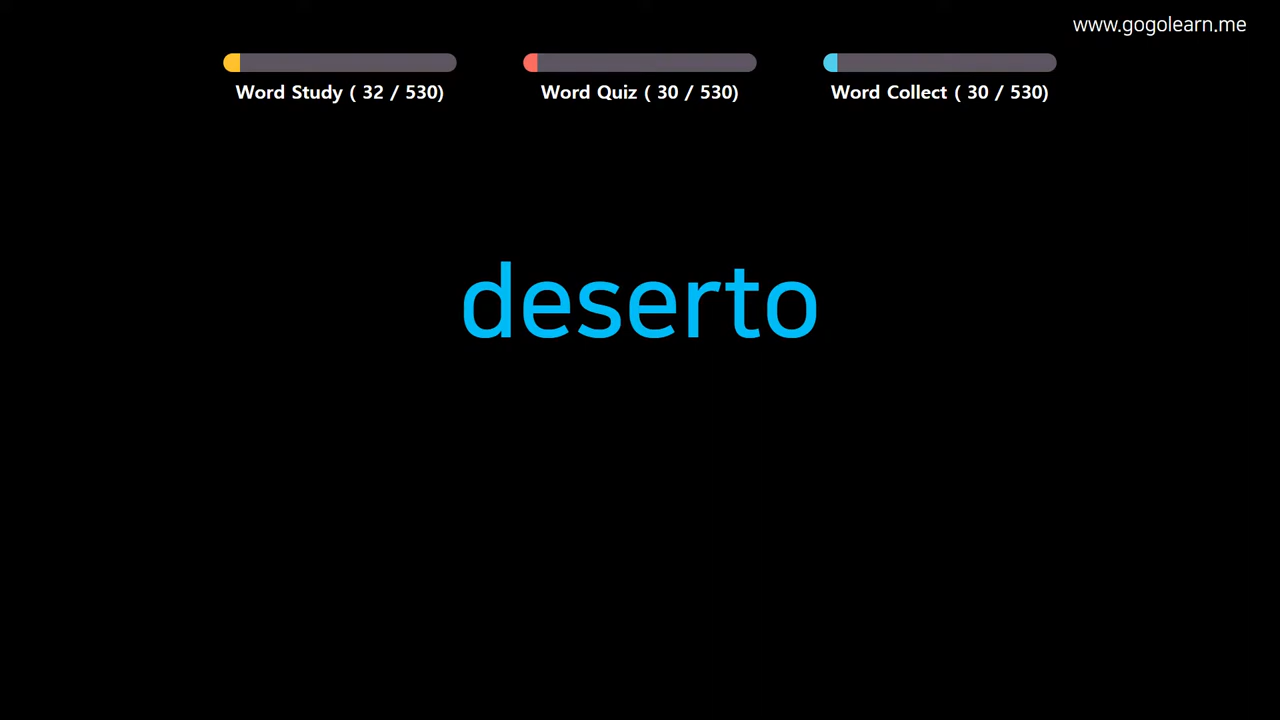 www.gogolearn.me
Word Study ( 32 / 530)
Word Quiz ( 30 / 530)
Word Collect ( 30 / 530)
deserto